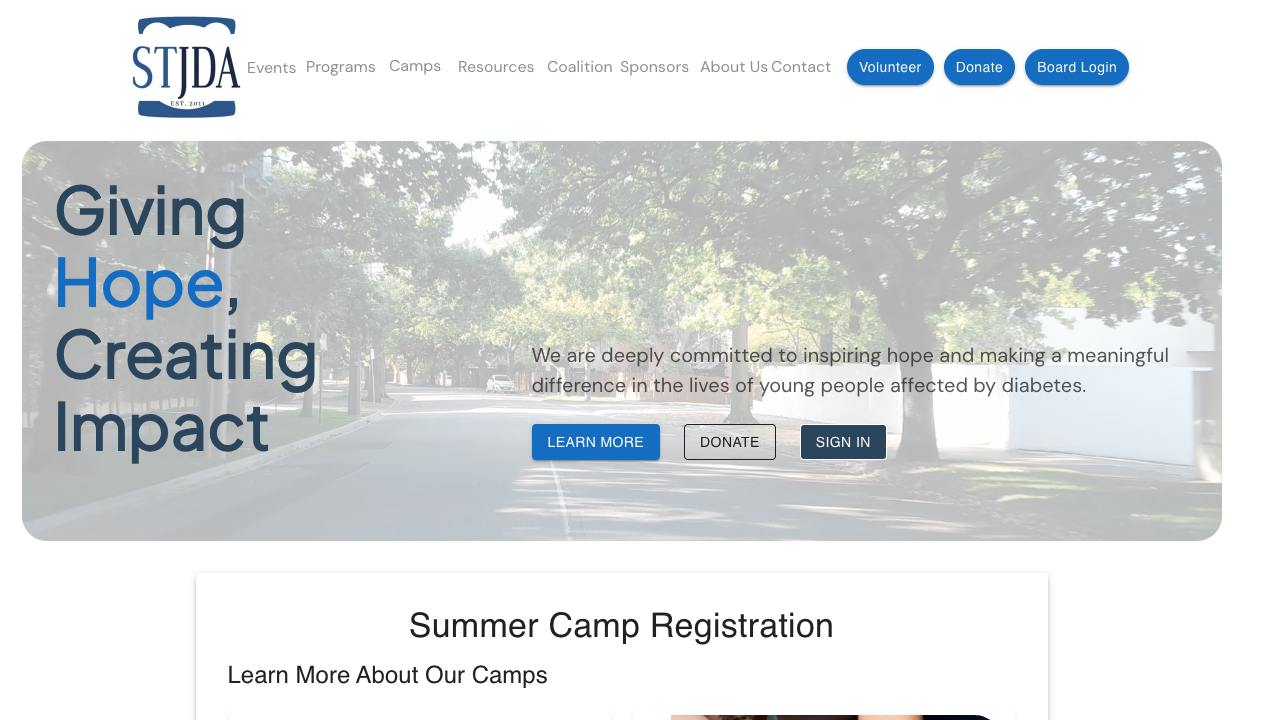 STJDA
EST. 2011
Events Programs Camps Resources Coalition Sponsors About Us Contact Volunteer Donate Board Login
Giving
Hope,
Creating
Impact
We are deeply committed to inspiring hope and making a meaningful
difference in the lives of young people affected by diabetes.
LEARN MORE DONATE SIGN IN
Summer Camp Registration
Learn More About Our Camps